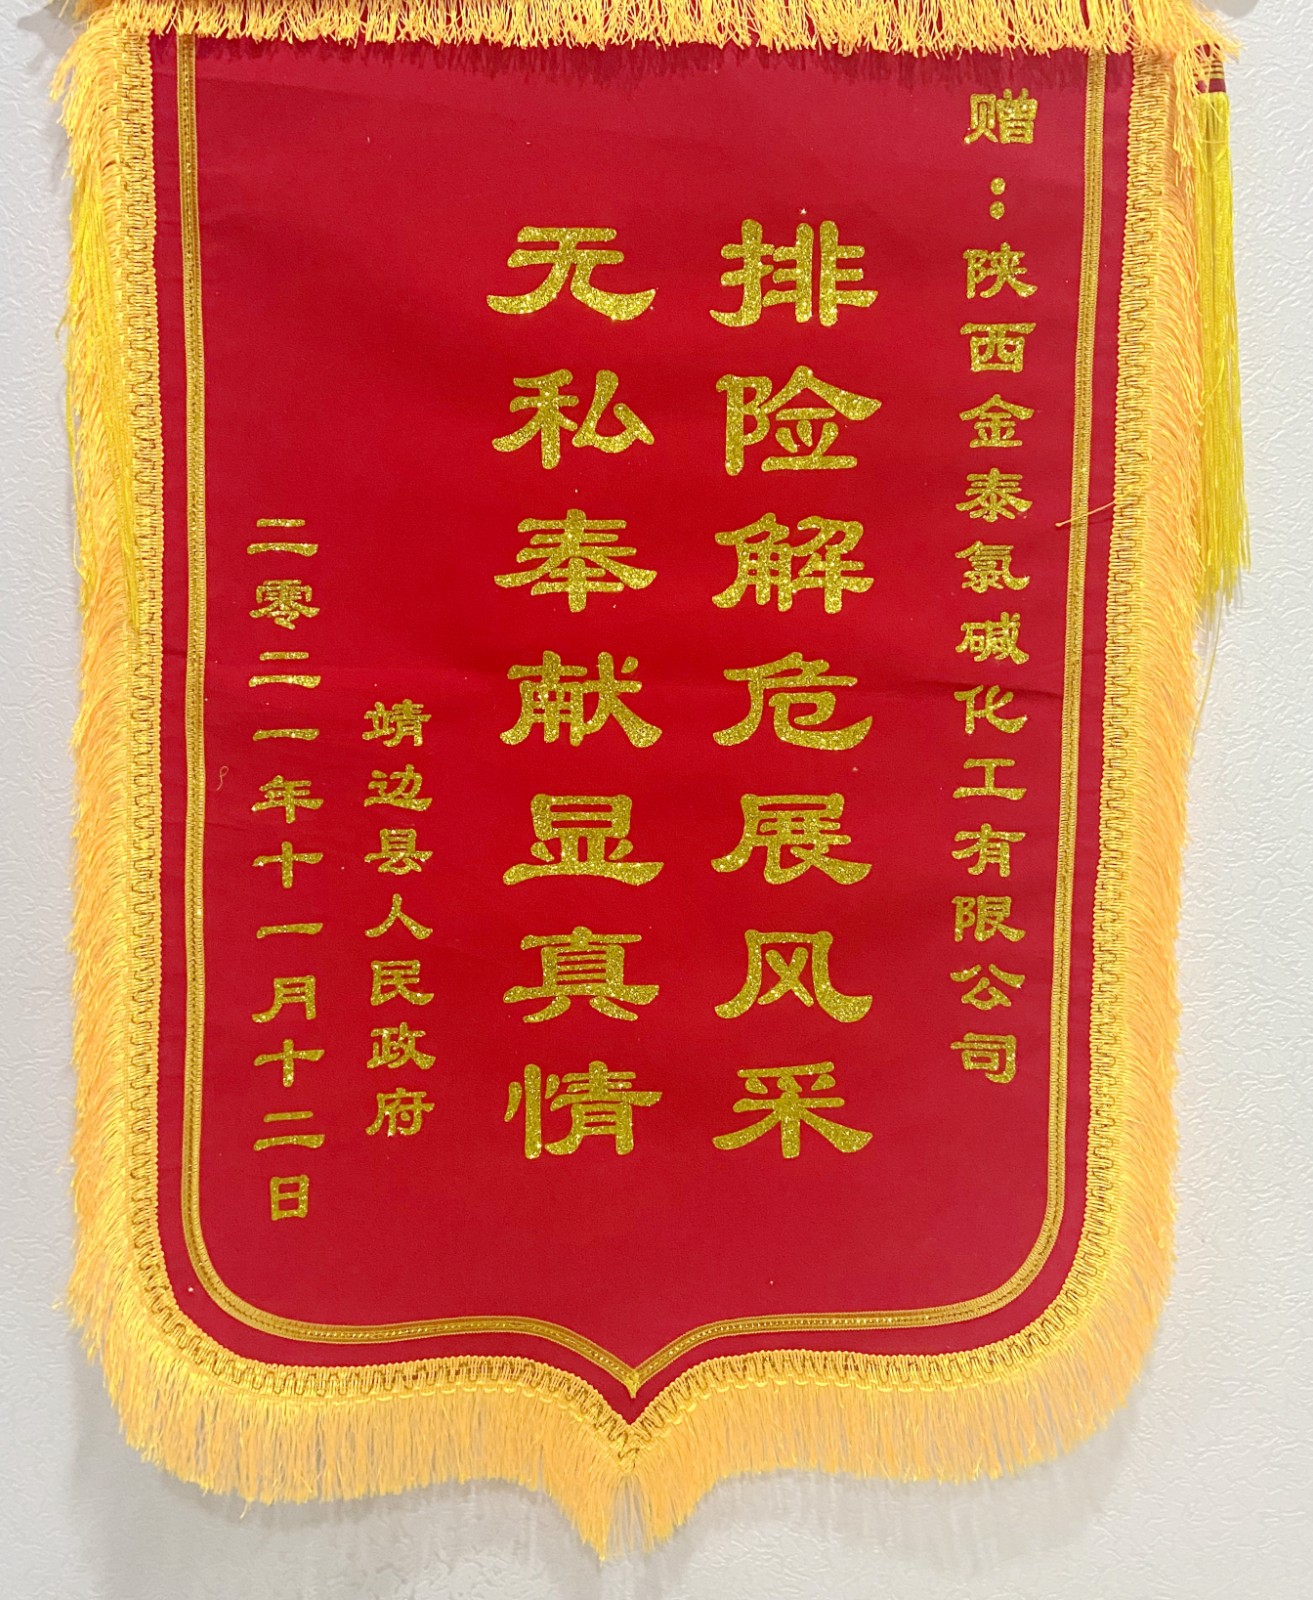 赠：陕西金泰氯碱化工有限公司
排险解危展风采
无私奉献显真情
靖边县人民政府
二零二一年十一月十二日